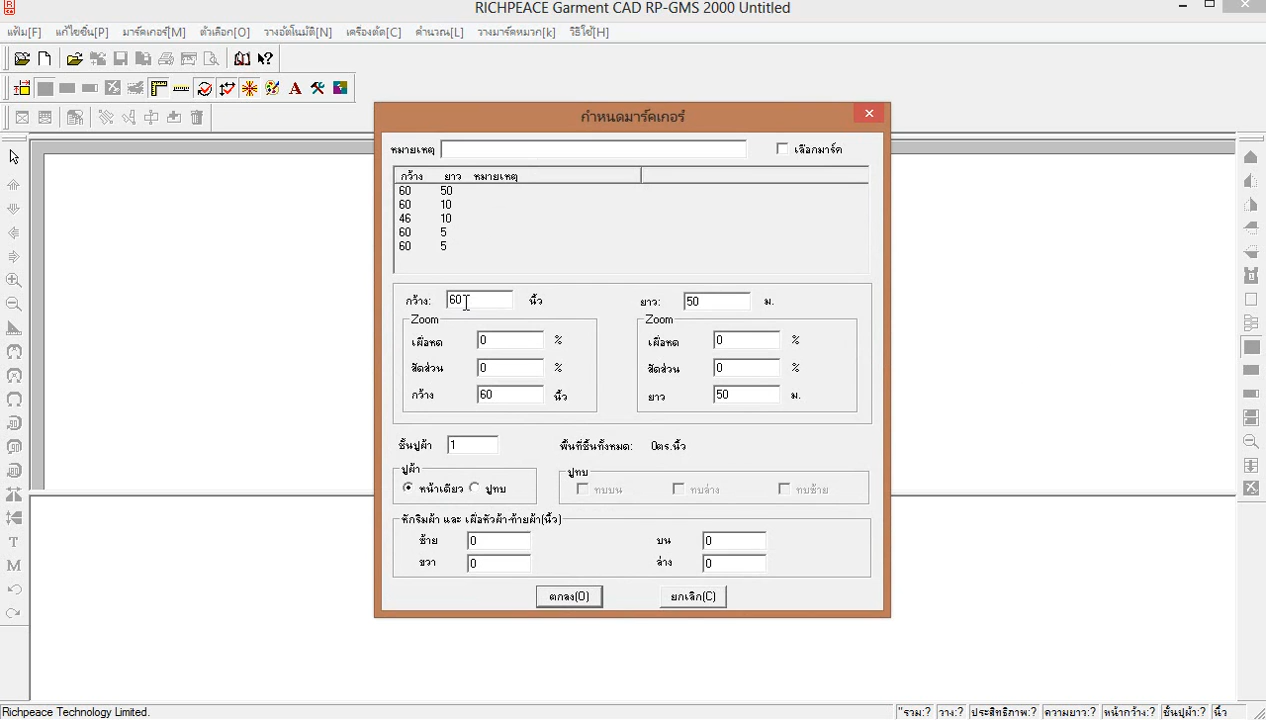 RICHPEACE Garment CAD RP-GMS 2000 Untitled
แฟ้ม[F] แก้ไขชิ้น[P] มาร์คเกอร์[M] ตัวเลือก[O] วางอัตโนมัติ[N] เครื่องตัด[C] คำนวณ[L] วางมาร์คหมวก[k] วิธีใช้[H]
กำหนดมาร์คเกอร์
หมายเหตุ เลือกมาร์ค
กว้าง ยาว หมายเหตุ
60 50
60 10
46 10
60 5
60 5
กว้าง: 60 นิ้ว ยาว: 50 ม.
Zoom Zoom
เผื่อหด 0 % เผื่อหด 0 %
สัดส่วน 0 % สัดส่วน 0 %
กว้าง 60 นิ้ว ยาว 50 ม.
ชั้นปูผ้า 1 พื้นที่ชิ้นทั้งหมด: 0ตร.นิ้ว
ปูผ้า ปูทบ
หน้าเดียว ปูทบ ทบบน ทบล่าง ทบซ้าย
หักริมผ้า และ เผื่อหัวผ้า-ท้ายผ้า(นิ้ว)
ซ้าย 0 บน 0
ขวา 0 ล่าง 0
ตกลง(O) ยกเลิก(C)
Richpeace Technology Limited. "รวม:? วาง:? ประสิทธิภาพ:? ความยาว:? หน้ากว้าง:? ชั้นปูผ้า:? นิ้ว